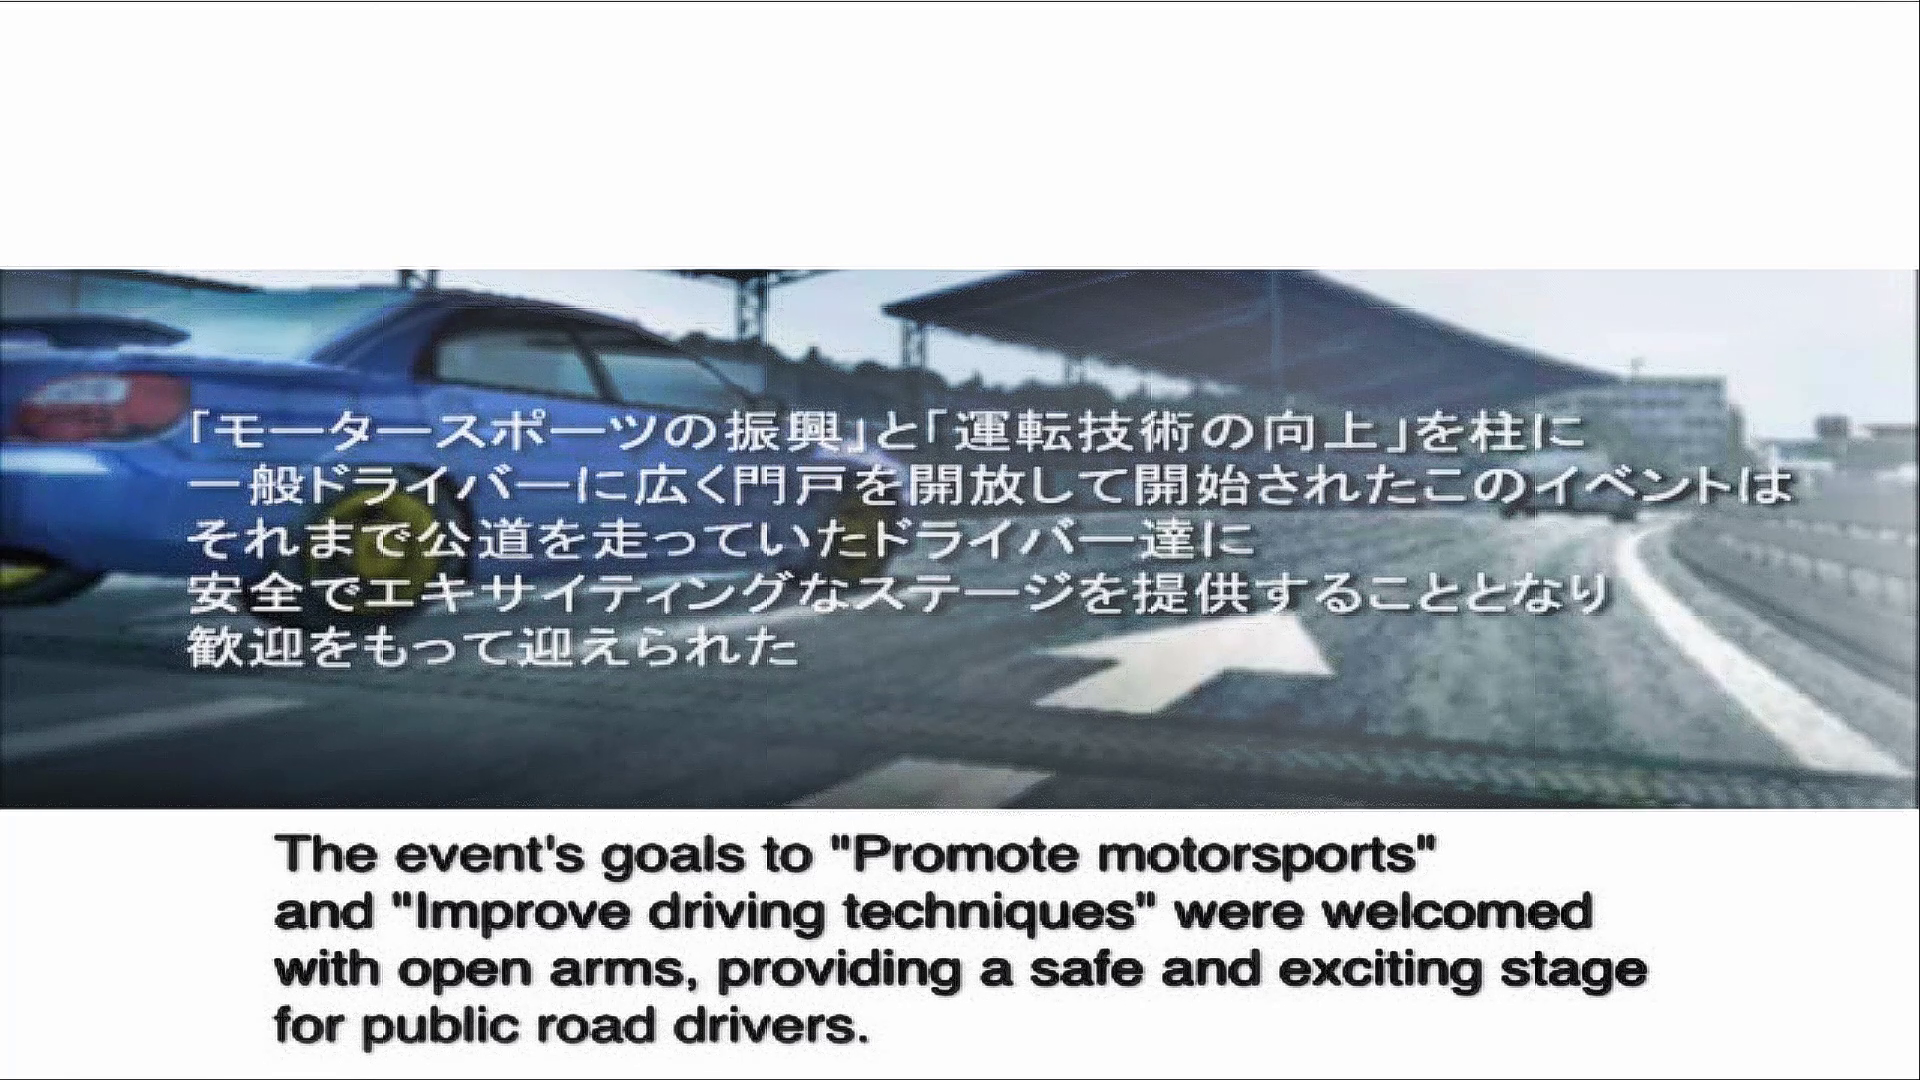 「モータースポーツの振興」と「運転技術の向上」を柱に
一般ドライバーに広く門戸を開放して開始されたこのイベントは
それまで公道を走っていたドライバー達に
安全でエキサイティングなステージを提供することとなり
歓迎をもって迎えられた
The event's goals to "Promote motorsports"
and "Improve driving techniques" were welcomed
with open arms, providing a safe and exciting stage
for public road drivers.